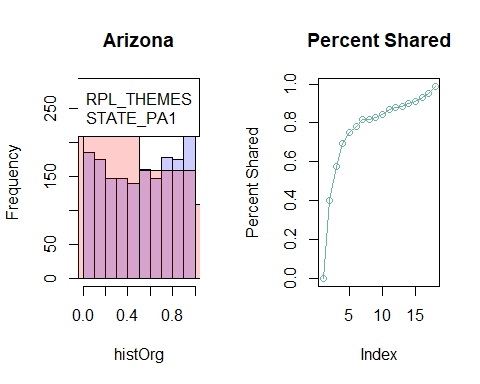 Arizona
Frequency
0
50
150
250
RPL_THEMES
STATE_PA1
0.0
0.4
0.8
histOrg
Percent Shared
Percent Shared
0.0
0.2
0.4
0.6
0.8
1.0
5
10
15
Index